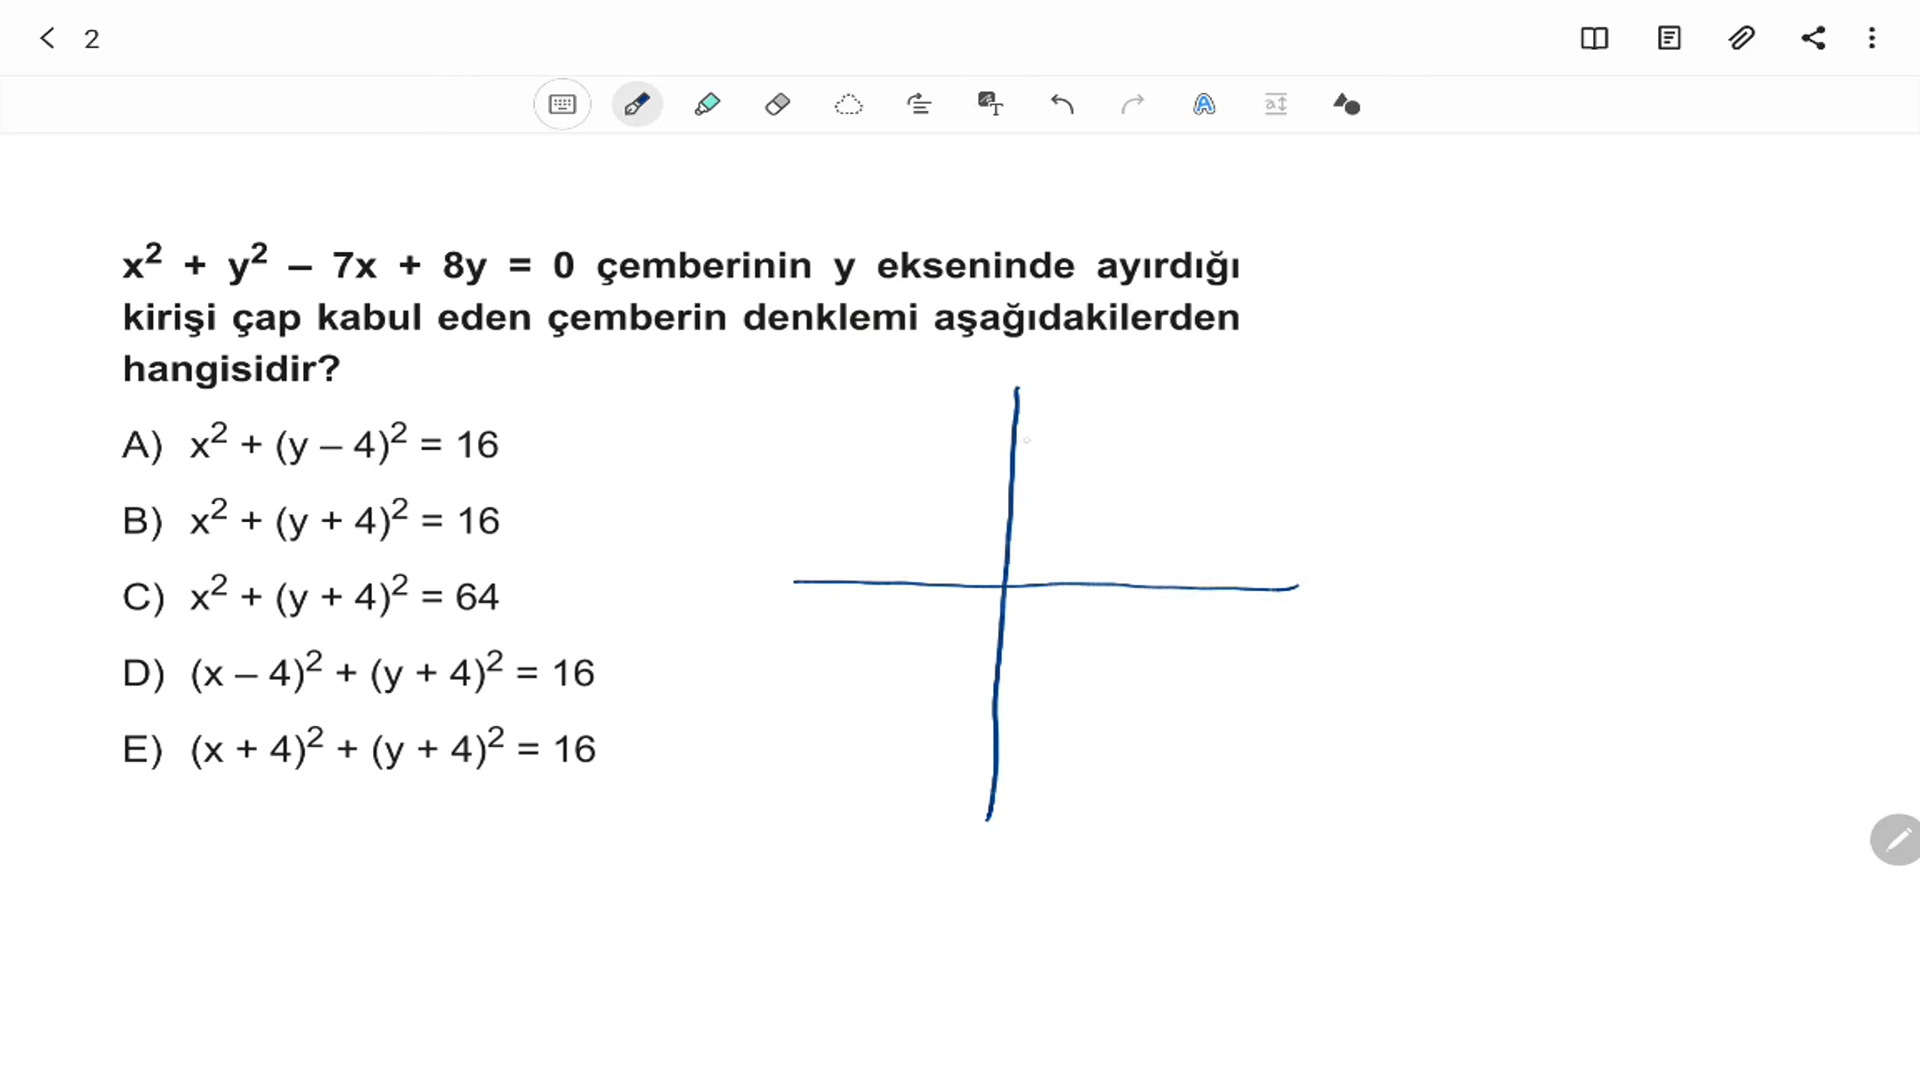 2
x² + y² – 7x + 8y = 0 çemberinin y ekseninde ayırdığı
kirişi çap kabul eden çemberin denklemi aşağıdakilerden
hangisidir?
A) x² + (y – 4)² = 16
B) x² + (y + 4)² = 16
C) x² + (y + 4)² = 64
D) (x – 4)² + (y + 4)² = 16
E) (x + 4)² + (y + 4)² = 16